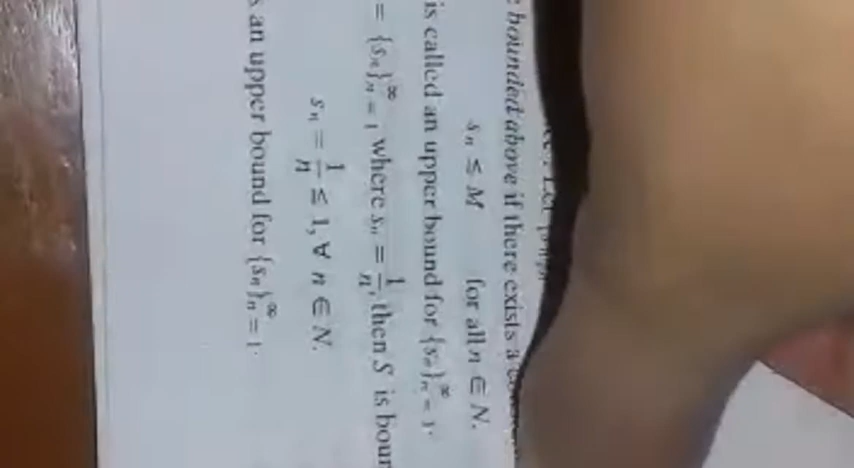 bounded above if there exists a
sₙ ≤ M for all n ∈ N.
is called an upper bound for {sₙ}ₙ₌₁^∞.
= {sₙ}ₙ₌₁^∞ where sₙ = 1/n, then S is boun
sₙ = 1/n ≤ 1, ∀ n ∈ N.
s an upper bound for {sₙ}ₙ₌₁^∞.